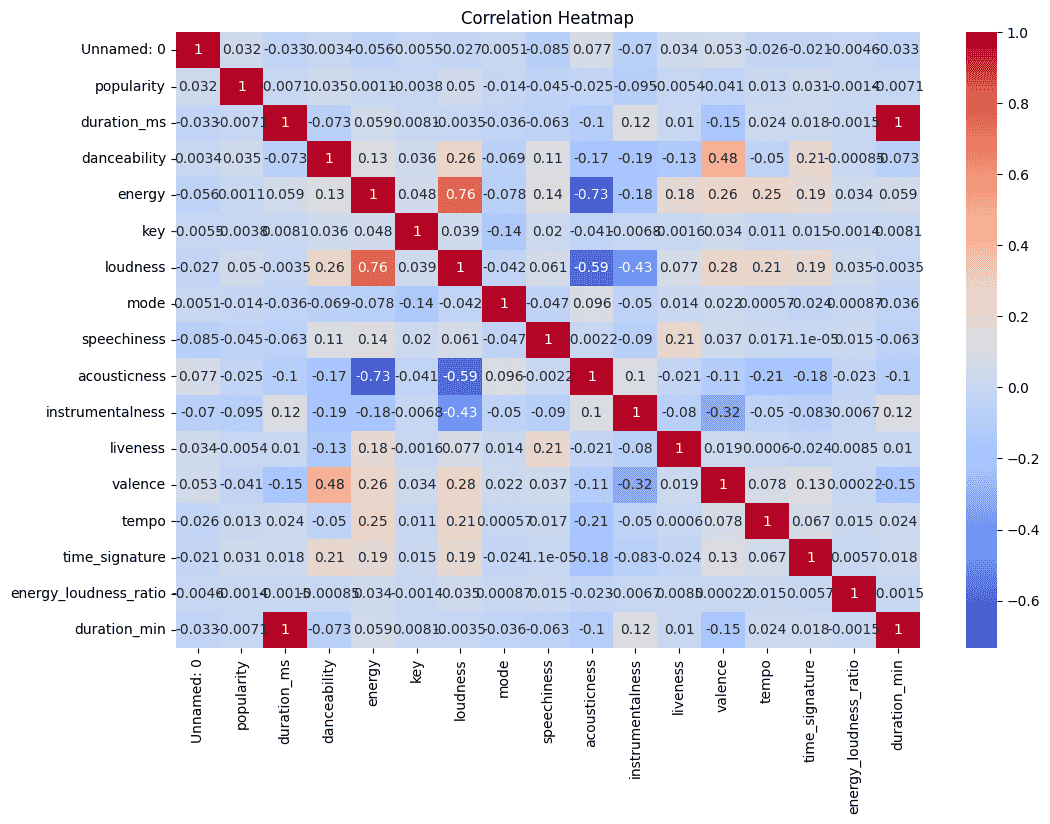 Correlation Heatmap
Unnamed: 0 1 0.032 -0.033 -0.0034 -0.056 -0.0055 -0.027 0.0051 -0.085 0.077 -0.07 0.034 0.053 -0.026 -0.021 -0.0046 -0.033
popularity 0.032 1 -0.0071 0.035 0.0011 -0.0038 0.05 -0.014 -0.045 -0.025 -0.095 -0.0054 -0.041 0.013 0.031 -0.0014 -0.0071
duration_ms -0.033 -0.0071 1 -0.073 0.059 0.0081 -0.0035 -0.036 -0.063 -0.1 0.12 0.01 -0.15 0.024 0.018 -0.0015 1
danceability -0.0034 0.035 -0.073 1 0.13 0.036 0.26 -0.069 0.11 -0.17 -0.19 -0.13 0.48 -0.05 0.21 -0.00085 -0.073
energy -0.056 0.0011 0.059 0.13 1 0.048 0.76 -0.078 0.14 -0.73 -0.18 0.18 0.26 0.25 0.19 0.034 0.059
key -0.0055 -0.0038 0.0081 0.036 0.048 1 0.039 -0.14 0.02 -0.041 -0.0068 -0.0016 0.034 0.011 0.015 -0.0014 0.0081
loudness -0.027 0.05 -0.0035 0.26 0.76 0.039 1 -0.042 0.061 -0.59 -0.43 0.077 0.28 0.21 0.19 0.035 -0.0035
mode 0.0051 -0.014 -0.036 -0.069 -0.078 -0.14 -0.042 1 -0.047 0.096 -0.05 0.014 0.022 0.00057 -0.024 0.00087 -0.036
speechiness -0.085 -0.045 -0.063 0.11 0.14 0.02 0.061 -0.047 1 -0.0022 -0.09 0.21 0.037 0.017 -1.1e-05 0.015 -0.063
acousticness 0.077 -0.025 -0.1 -0.17 -0.73 -0.041 -0.59 0.096 -0.0022 1 0.1 -0.021 -0.11 -0.21 -0.18 -0.023 -0.1
instrumentalness -0.07 -0.095 0.12 -0.19 -0.18 -0.0068 -0.43 -0.05 -0.09 0.1 1 -0.08 -0.32 -0.05 -0.083 -0.0067 0.12
liveness 0.034 -0.0054 0.01 -0.13 0.18 -0.0016 0.077 0.014 0.21 -0.021 -0.08 1 0.019 0.0006 -0.024 0.0085 0.01
valence 0.053 -0.041 -0.15 0.48 0.26 0.034 0.28 0.022 0.037 -0.11 -0.32 0.019 1 0.078 0.13 0.00022 -0.15
tempo -0.026 0.013 0.024 -0.05 0.25 0.011 0.21 0.00057 0.017 -0.21 -0.05 0.0006 0.078 1 0.067 0.015 0.024
time_signature -0.021 0.031 0.018 0.21 0.19 0.015 0.19 -0.024 -1.1e-05 -0.18 -0.083 -0.024 0.13 0.067 1 0.0057 0.018
energy_loudness_ratio -0.0046 -0.0014 -0.0015 -0.00085 0.034 -0.0014 0.035 0.00087 0.015 -0.023 -0.0067 0.0085 0.00022 0.015 0.0057 1 -0.0015
duration_min -0.033 -0.0071 1 -0.073 0.059 0.0081 -0.0035 -0.036 -0.063 -0.1 0.12 0.01 -0.15 0.024 0.018 -0.0015 1
Unnamed: 0
popularity
duration_ms
danceability
energy
key
loudness
mode
speechiness
acousticness
instrumentalness
liveness
valence
tempo
time_signature
energy_loudness_ratio
duration_min
1.0
0.8
0.6
0.4
0.2
0.0
−0.2
−0.4
−0.6